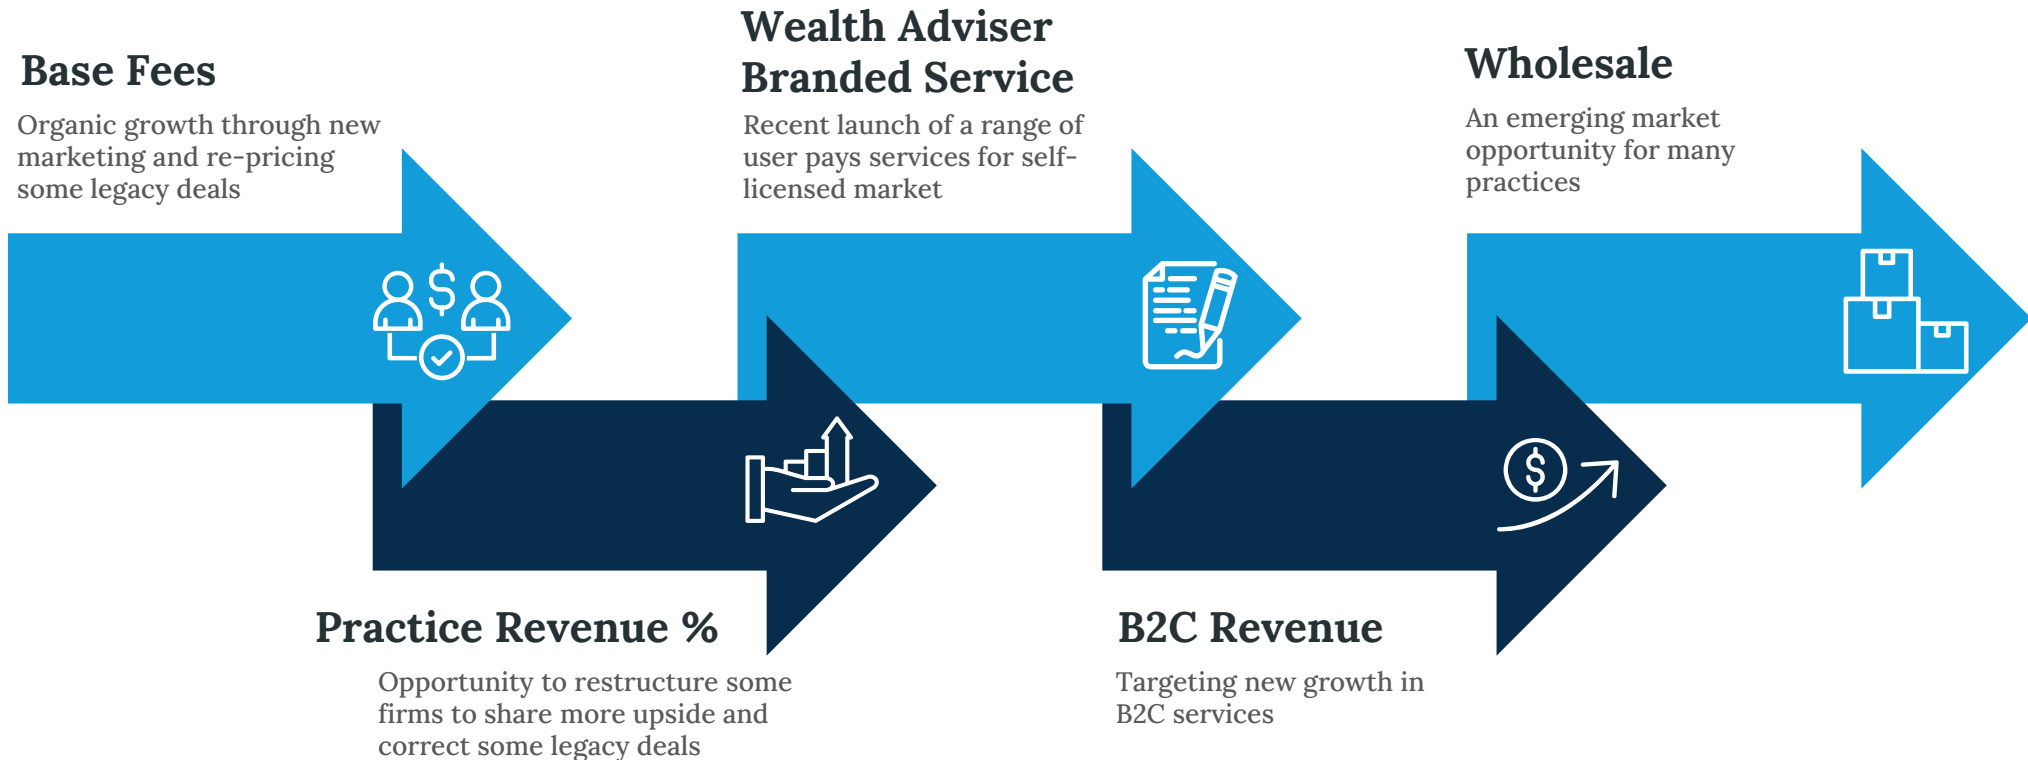 Base Fees
Organic growth through new
marketing and re-pricing
some legacy deals
Wealth Adviser
Branded Service
Recent launch of a range of
user pays services for self-
licensed market
Wholesale
An emerging market
opportunity for many
practices
$
$
Practice Revenue %
Opportunity to restructure some
firms to share more upside and
correct some legacy deals
B2C Revenue
Targeting new growth in
B2C services